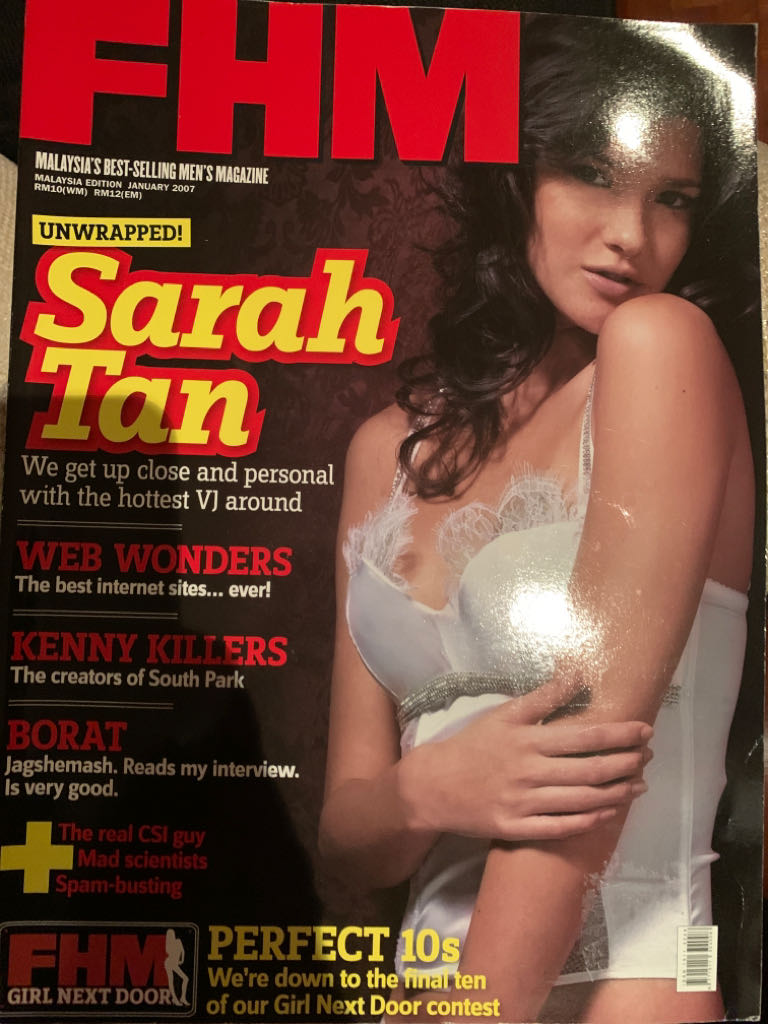 FHM
MALAYSIA'S BEST-SELLING MEN'S MAGAZINE
MALAYSIA EDITION JANUARY 2007
RM10(WM) RM12(EM)
UNWRAPPED!
Sarah
Tan
We get up close and personal
with the hottest VJ around
WEB WONDERS
The best internet sites... ever!
KENNY KILLERS
The creators of South Park
BORAT
Jagshemash. Reads my interview.
Is very good.
+ The real CSI guy
Mad scientists
Spam-busting
FHM
GIRL NEXT DOOR
PERFECT 10s
We're down to the final ten
of our Girl Next Door contest